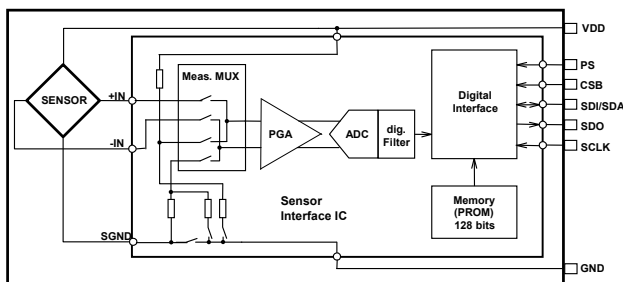 VDD
PS
CSB
SDI/SDA
SDO
SCLK
GND
SENSOR
+IN
-IN
SGND
Meas. MUX
PGA
ADC
dig.
Filter
Digital
Interface
Memory
(PROM)
128 bits
Sensor
Interface IC